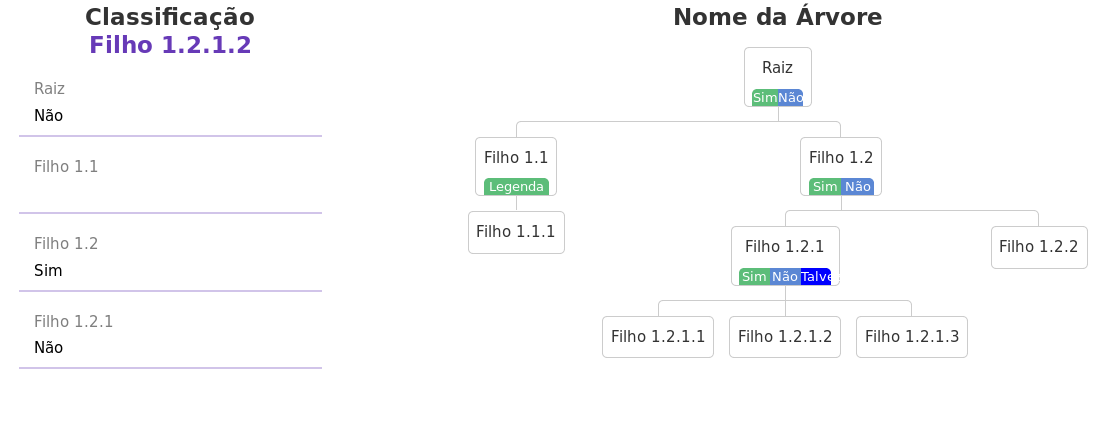 Classificação
Filho 1.2.1.2
Raiz
Não
Filho 1.1
Filho 1.2
Sim
Filho 1.2.1
Não
Nome da Árvore
Raiz
Sim Não
Filho 1.1
Legenda
Filho 1.2
Sim Não
Filho 1.1.1
Filho 1.2.1
Sim Não Talve
Filho 1.2.2
Filho 1.2.1.1
Filho 1.2.1.2
Filho 1.2.1.3